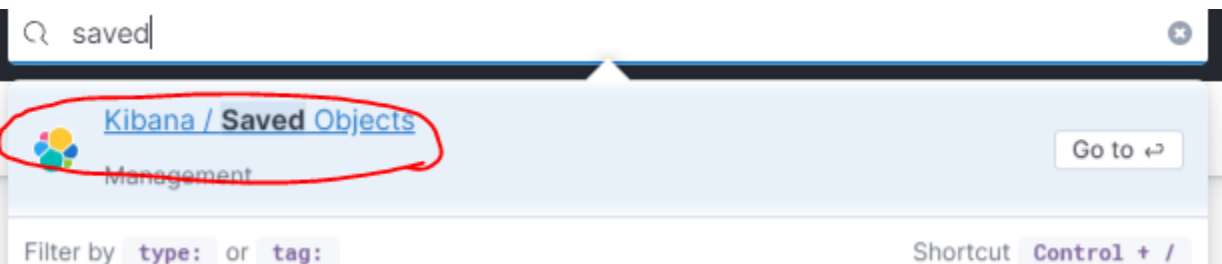 saved
Kibana / Saved Objects
Management
Go to ↵
Filter by type: or tag:
Shortcut Control + /